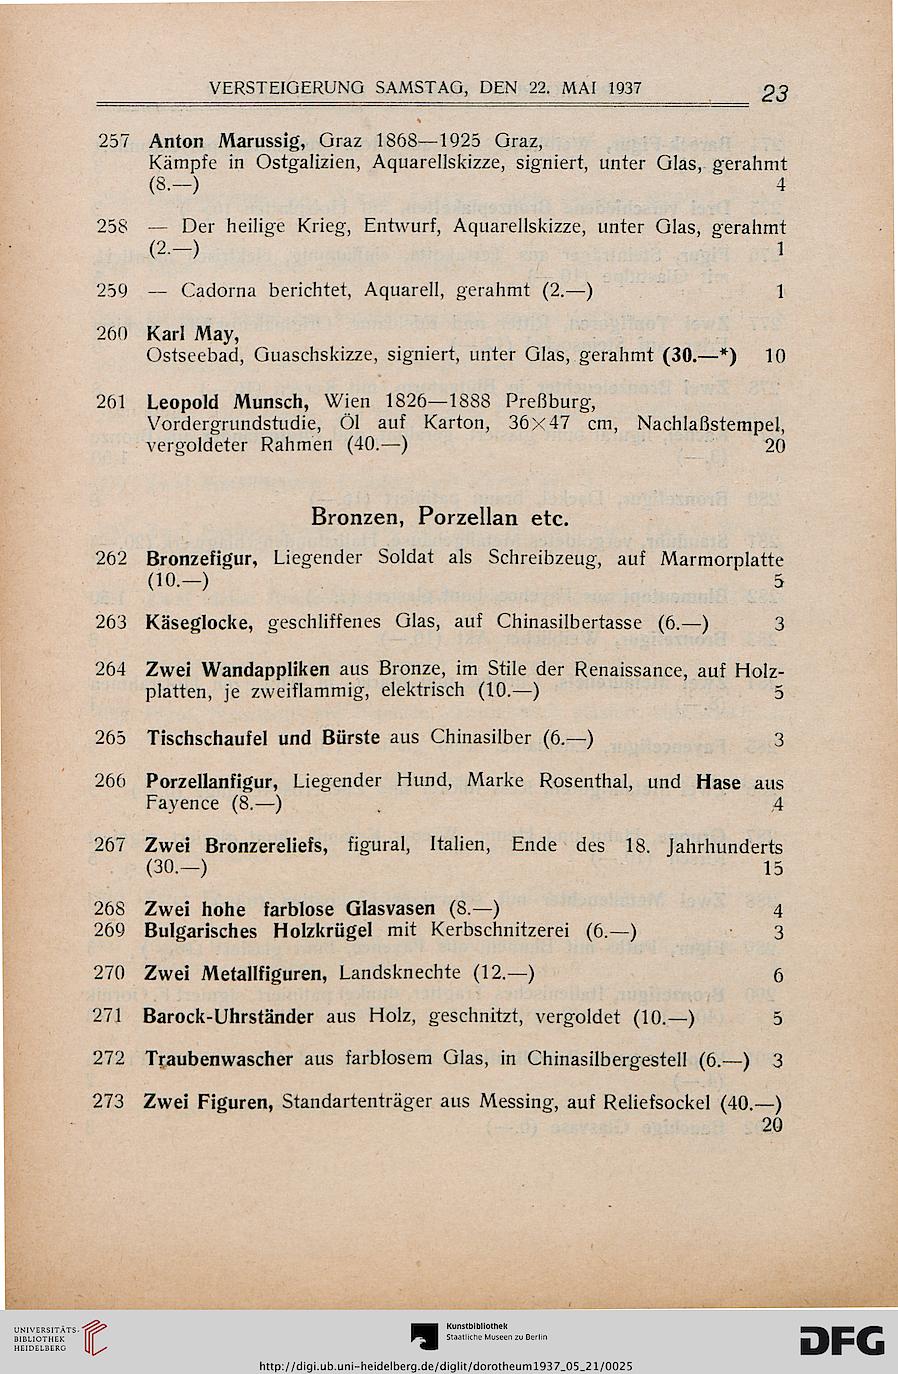 VERSTEIGERUNG SAMSTAG, DEN 22. MAI 1937 23
257 Anton Marussig, Graz 1868—1925 Graz,
Kämpfe in Ostgalizien, Aquarellskizze, signiert, unter Glas, gerahmt
(8.—) 4
258 — Der heilige Krieg, Entwurf, Aquarellskizze, unter Glas, gerahmt
(2.—) 1
259 — Cadorna berichtet, Aquarell, gerahmt (2.—) 1
260 Karl May,
Ostseebad, Guaschskizze, signiert, unter Glas, gerahmt (30.—*) 10
261 Leopold Munsch, Wien 1826—1888 Preßburg,
Vordergrundstudie, Öl auf Karton, 36×47 cm, Nachlaßstempel,
vergoldeter Rahmen (40.—) 20
Bronzen, Porzellan etc.
262 Bronzefigur, Liegender Soldat als Schreibzeug, auf Marmorplatte
(10.—) 5
263 Käseglocke, geschliffenes Glas, auf Chinasilbertasse (6.—) 3
264 Zwei Wandappliken aus Bronze, im Stile der Renaissance, auf Holz-
platten, je zweiflammig, elektrisch (10.—) 5
265 Tischschaufel und Bürste aus Chinasilber (6.—) 3
266 Porzellanfigur, Liegender Hund, Marke Rosenthal, und Hase aus
Fayence (8.—) 4
267 Zwei Bronzereliefs, figural, Italien, Ende des 18. Jahrhunderts
(30.—) 15
268 Zwei hohe farblose Glasvasen (8.—) 4
269 Bulgarisches Holzkrügel mit Kerbschnitzerei (6.—) 3
270 Zwei Metallfiguren, Landsknechte (12.—) 6
271 Barock-Uhrständer aus Holz, geschnitzt, vergoldet (10.—) 5
272 Traubenwascher aus farblosem Glas, in Chinasilbergestell (6.—) 3
273 Zwei Figuren, Standartenträger aus Messing, auf Reliefsockel (40.—)
20
UNIVERSITÄTS-
BIBLIOTHEK
HEIDELBERG
Kunstbibliothek
Staatliche Museen zu Berlin
DFG
http://digi.ub.uni-heidelberg.de/diglit/dorotheum1937_05_21/0025